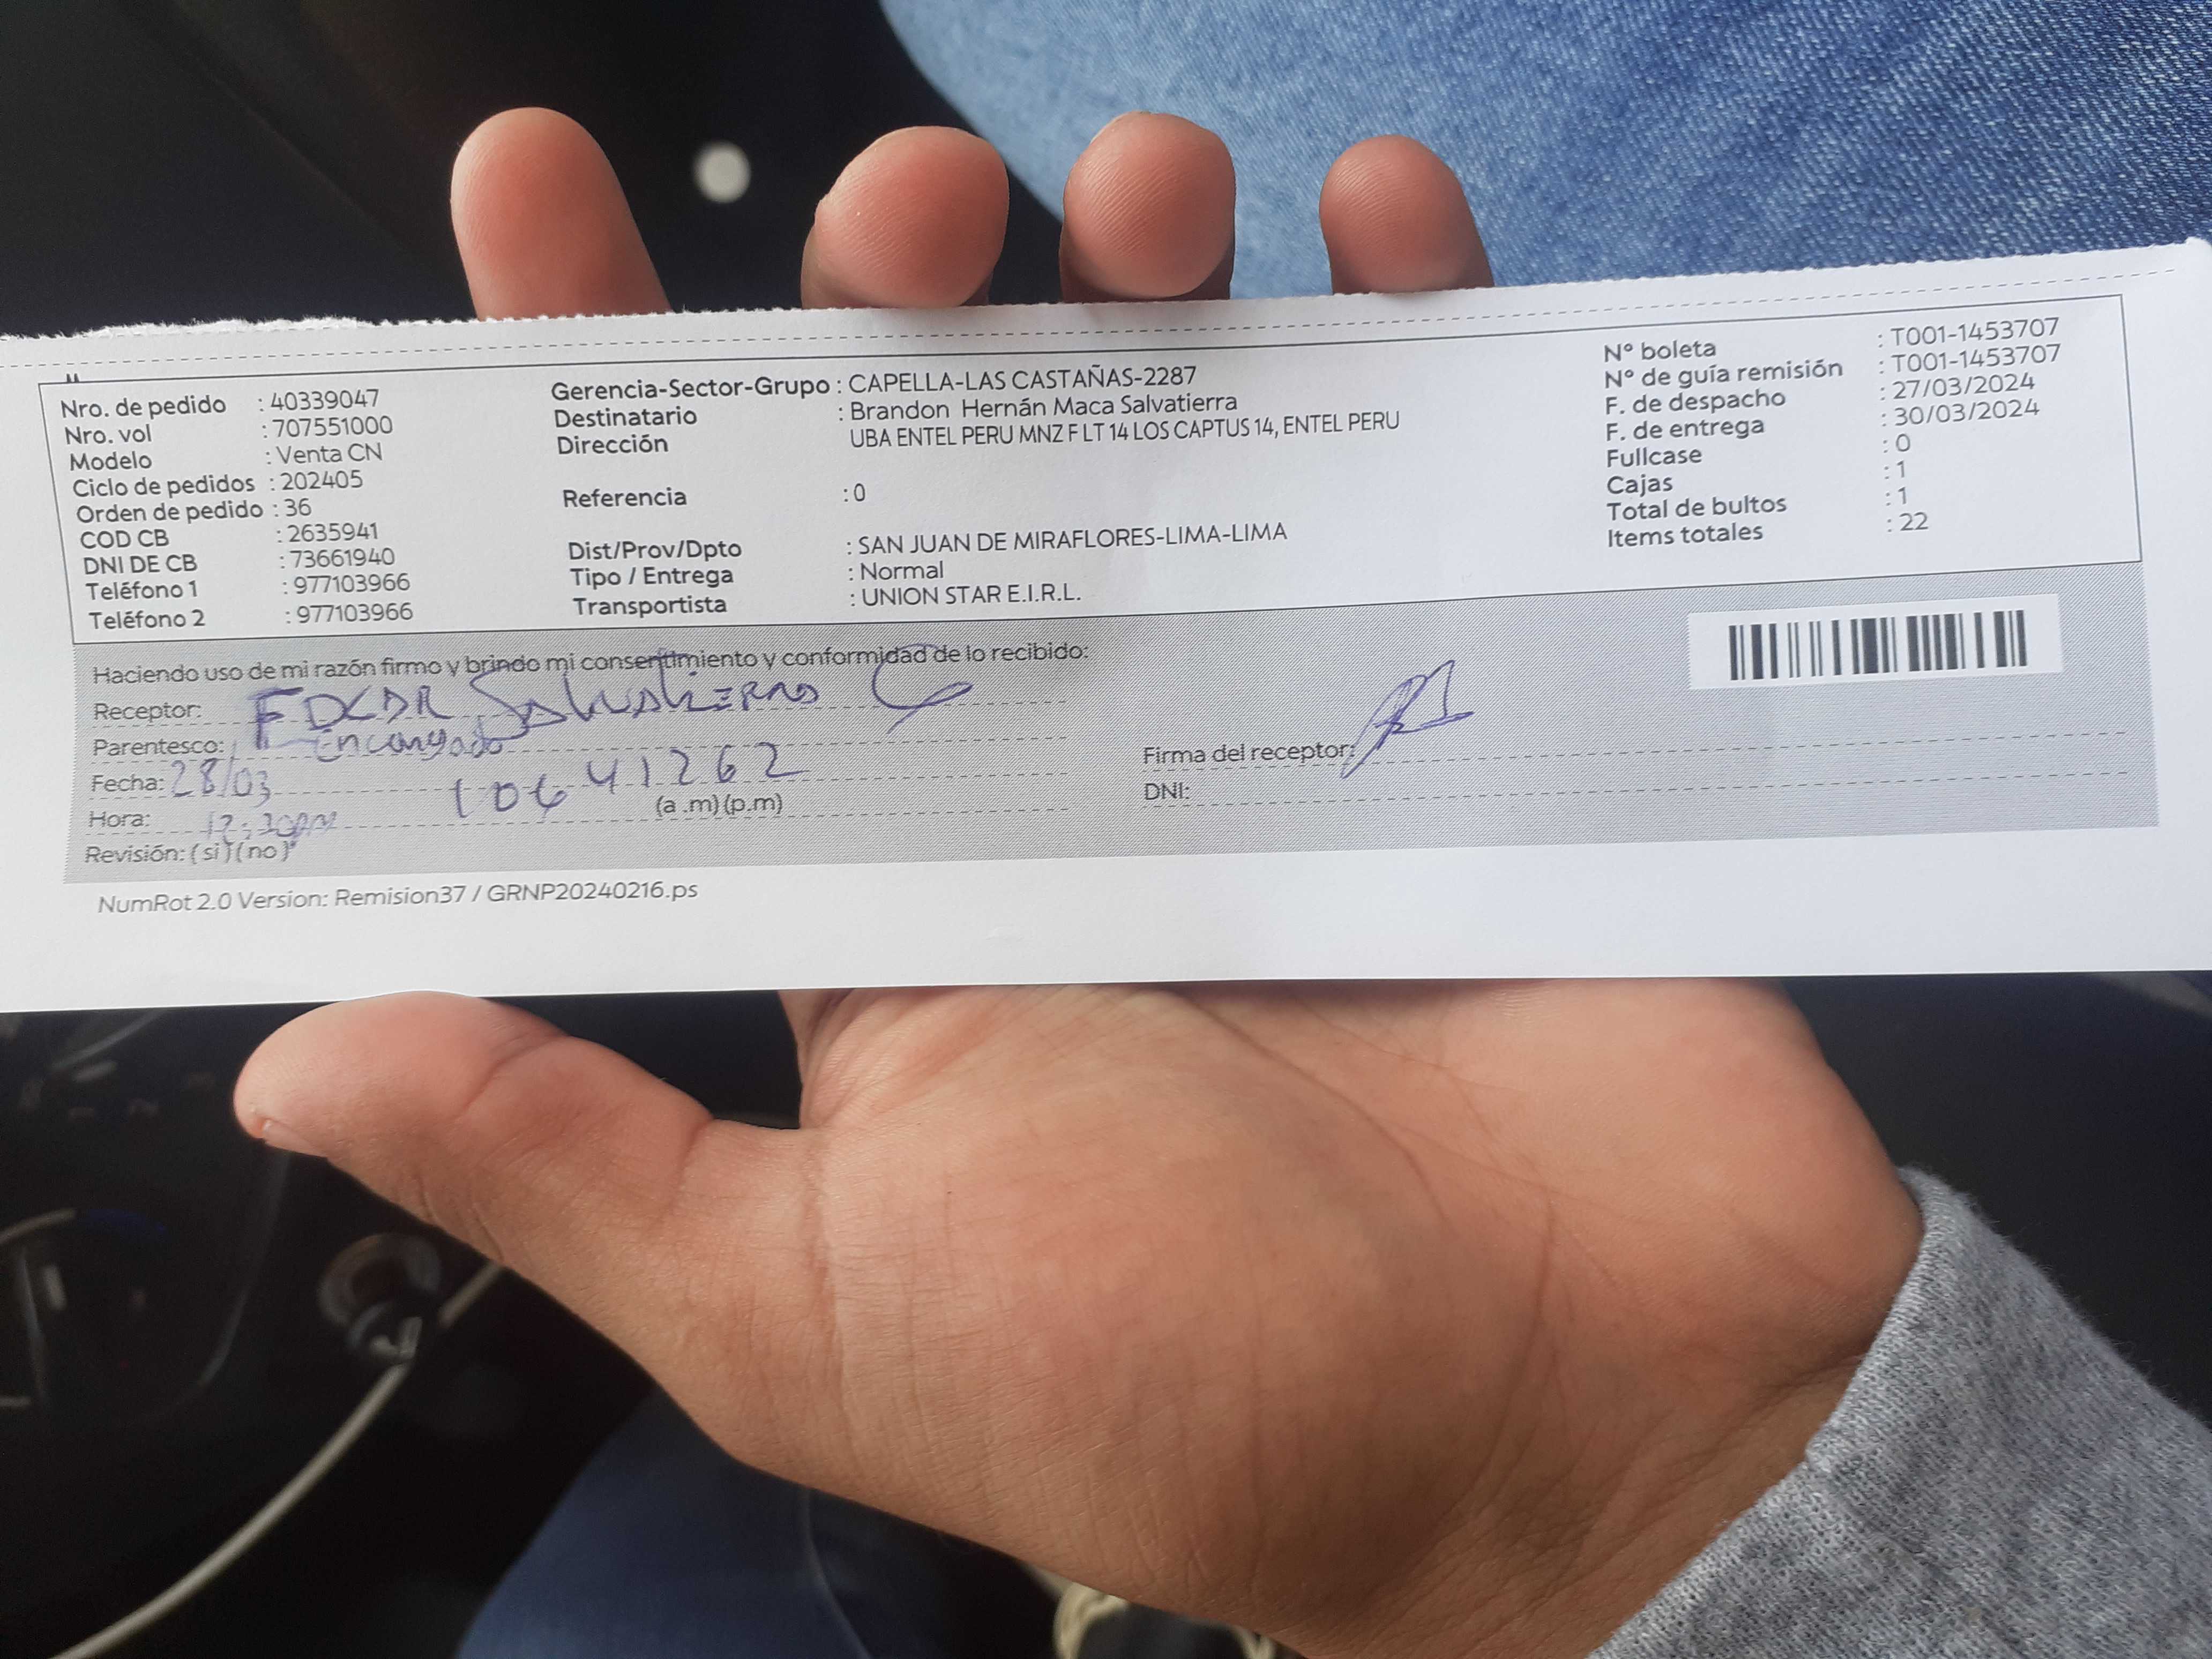 Nro. de pedido : 40339047
Nro. vol : 707551000
Modelo : Venta CN
Ciclo de pedidos : 202405
Orden de pedido : 36
COD CB : 2635941
DNI DE CB : 73661940
Teléfono 1 : 977103966
Teléfono 2 : 977103966
Gerencia-Sector-Grupo : CAPELLA-LAS CASTAÑAS-2287
Destinatario : Brandon Hernán Maca Salvatierra
Dirección UBA ENTEL PERU MNZ F LT 14 LOS CAPTUS 14, ENTEL PERU
Referencia : 0
Dist/Prov/Dpto : SAN JUAN DE MIRAFLORES-LIMA-LIMA
Tipo / Entrega : Normal
Transportista : UNION STAR E.I.R.L.
N° boleta : T001-1453707
N° de guía remisión : T001-1453707
F. de despacho : 27/03/2024
F. de entrega : 30/03/2024
Fullcase : 0
Cajas : 1
Total de bultos : 1
Items totales : 22
Haciendo uso de mi razón firmo y brindo mi consentimiento y conformidad de lo recibido:
Receptor: Salvatierra
Parentesco: Encargado
Fecha: 28/03 10641262
Hora: (a .m) (p.m)
Revisión: ( si ) ( no )
Firma del receptor:
DNI:
NumRot 2.0 Version: Remision37 / GRNP20240216.ps